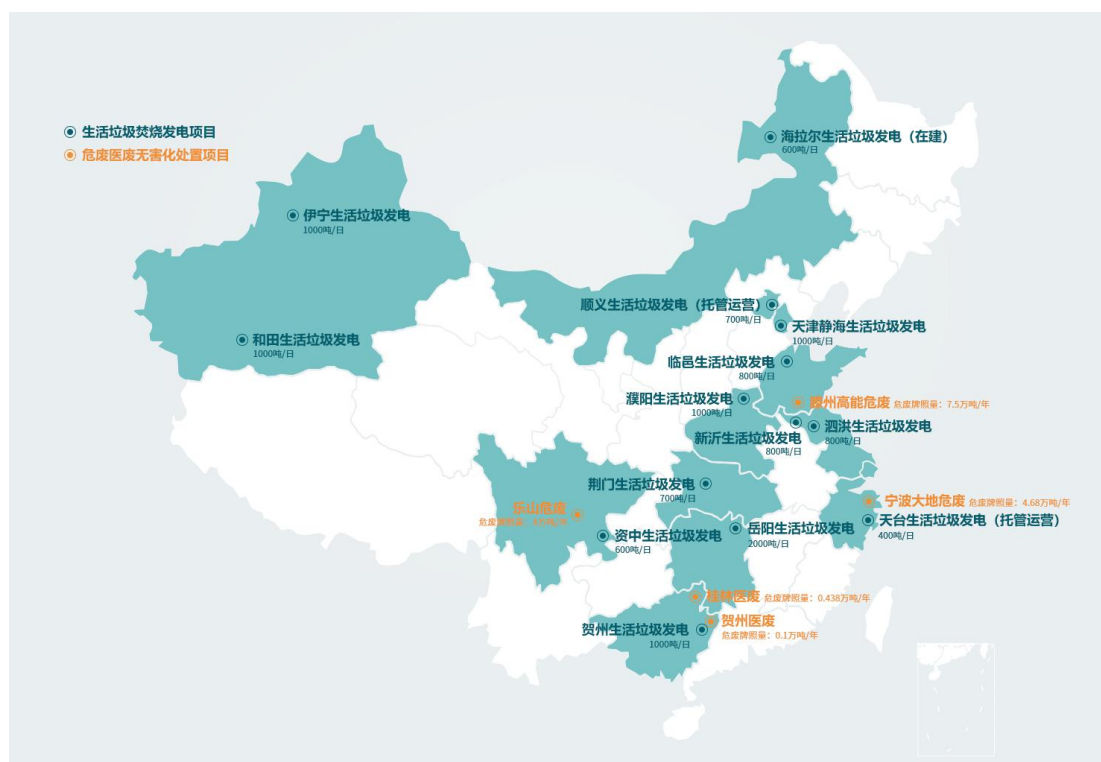 生活垃圾焚烧发电项目
危废医废无害化处置项目
海拉尔生活垃圾发电（在建）
600吨/日
伊宁生活垃圾发电
1000吨/日
顺义生活垃圾发电（托管运营）
700吨/日
天津静海生活垃圾发电
1000吨/日
和田生活垃圾发电
1000吨/日
临邑生活垃圾发电
800吨/日
濮阳生活垃圾发电
1000吨/日
滕州高能危废 危废牌照量：7.5万吨/年
泗洪生活垃圾发电
800吨/日
新沂生活垃圾发电
800吨/日
荆门生活垃圾发电
700吨/日
宁波大地危废 危废牌照量：4.68万吨/年
乐山危废
危废牌照量：
天台生活垃圾发电（托管运营）
400吨/日
岳阳生活垃圾发电
2000吨/日
资中生活垃圾发电
600吨/日
桂林医废 危废牌照量：0.438万吨/年
贺州医废
危废牌照量：0.1万吨/年
贺州生活垃圾发电
1000吨/日